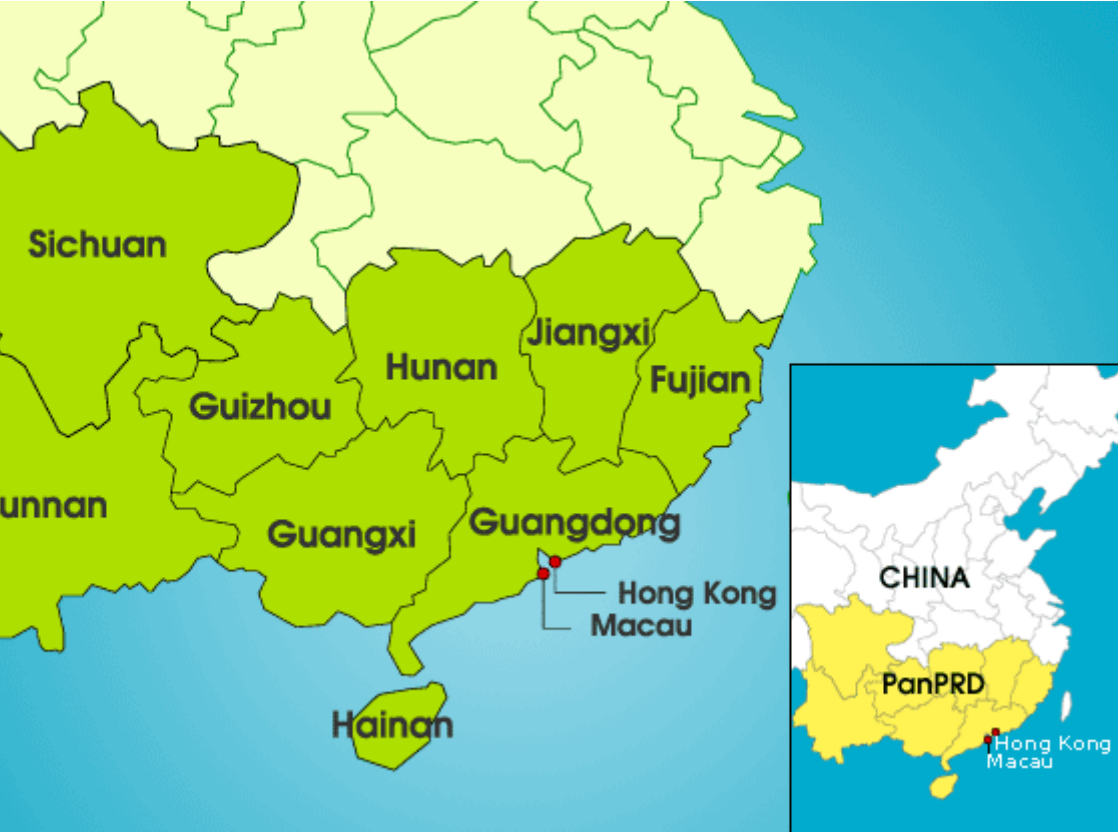 Sichuan
Jiangxi
Hunan
Fujian
Guizhou
unnan
Guangxi
Guangdong
Hong Kong
Macau
Hainan
CHINA
PanPRD
Hong Kong
Macau